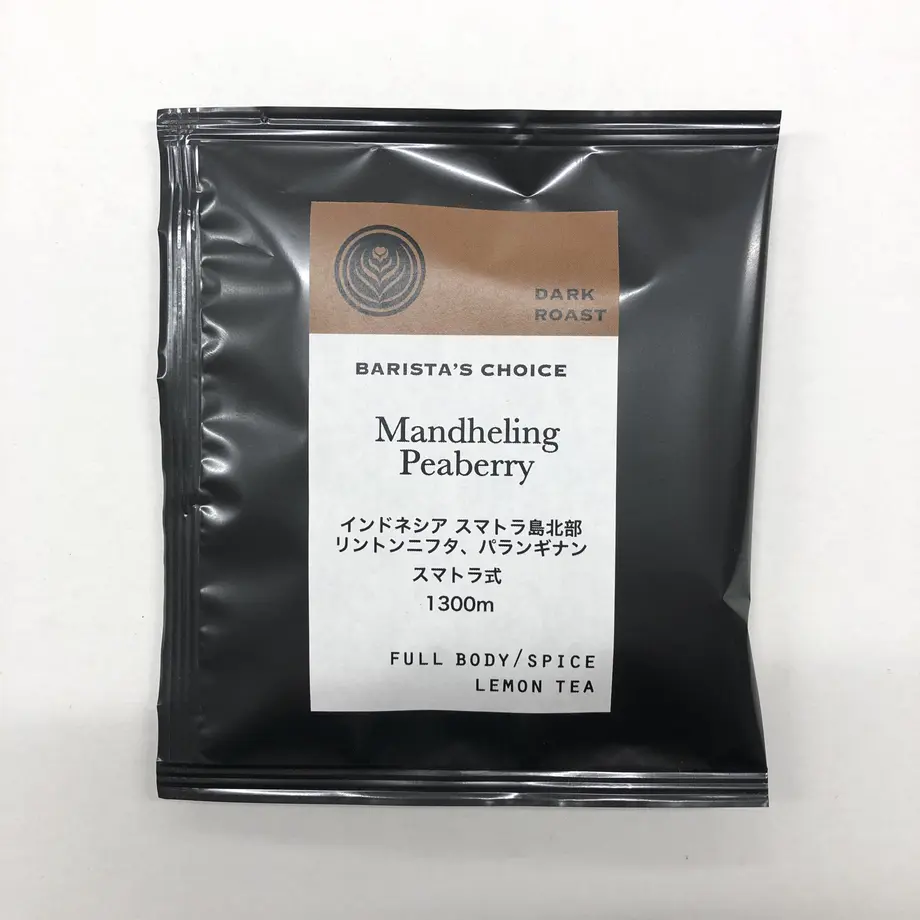 DARK
ROAST
BARISTA'S CHOICE
Mandheling
Peaberry
インドネシア スマトラ島北部
リントンニフタ、パランギナン
スマトラ式
1300m
FULL BODY/SPICE
LEMON TEA